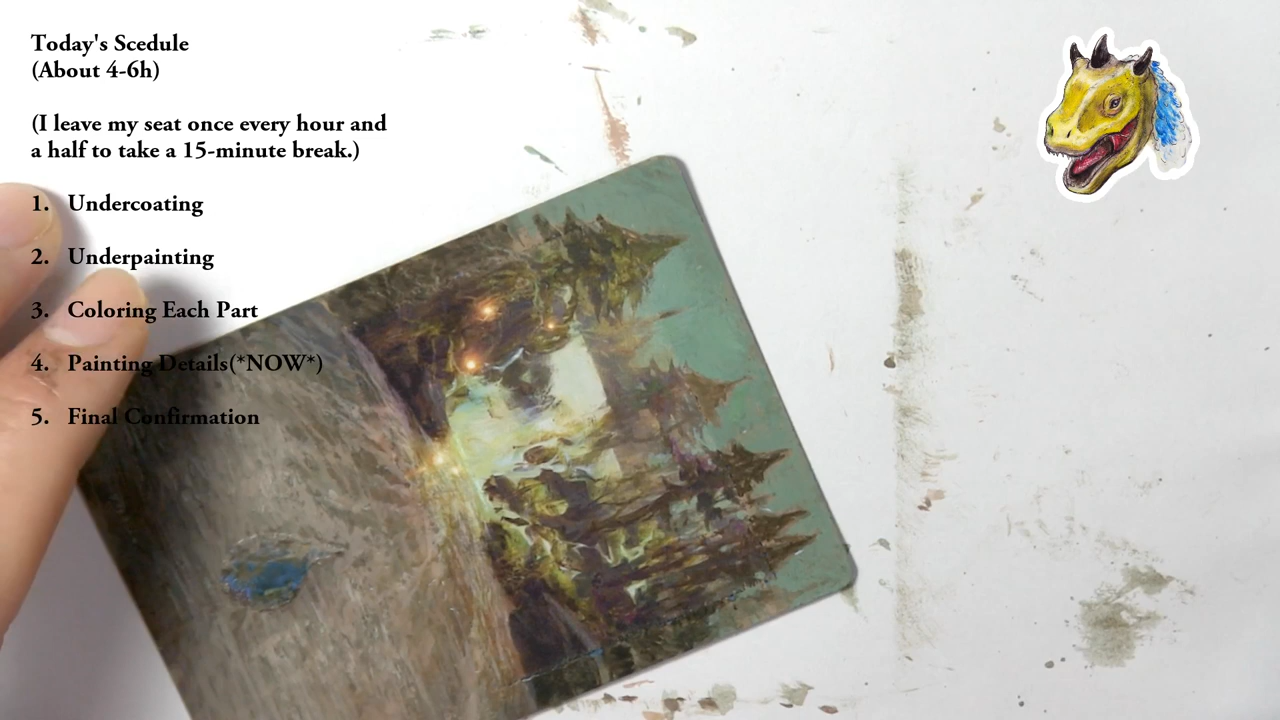 Today's Scedule
(About 4-6h)
(I leave my seat once every hour and
a half to take a 15-minute break.)
1. Undercoating
2. Underpainting
3. Coloring Each Part
4. Painting Details(*NOW*)
5. Final Confirmation